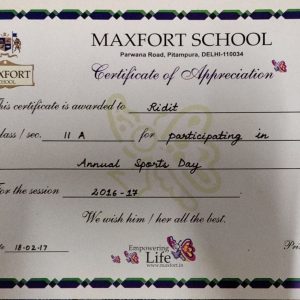 MAXFORT SCHOOL
Parwana Road, Pitampura, DELHI-110034
MAXFORT
SCHOOL
Certificate of Appreciation
This certificate is awarded to Ridit
class / sec. II A for participating in
Annual Sports Day
For the session 2016-17
We wish him / her all the best.
18-02-17
Empowering
Life
www.maxfort.in